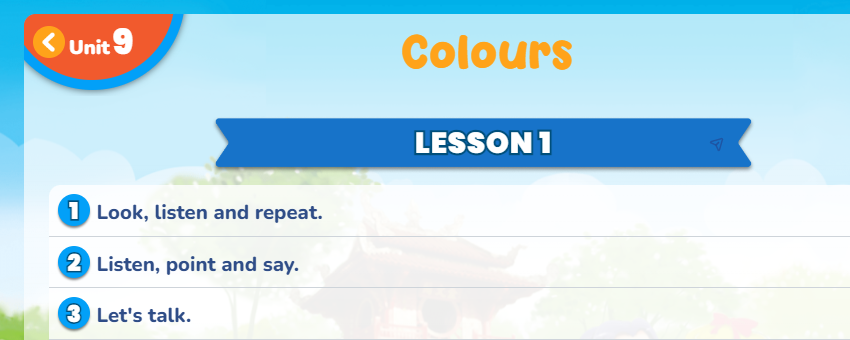 Unit 9
Colours
LESSON 1
1 Look, listen and repeat.
2 Listen, point and say.
3 Let's talk.